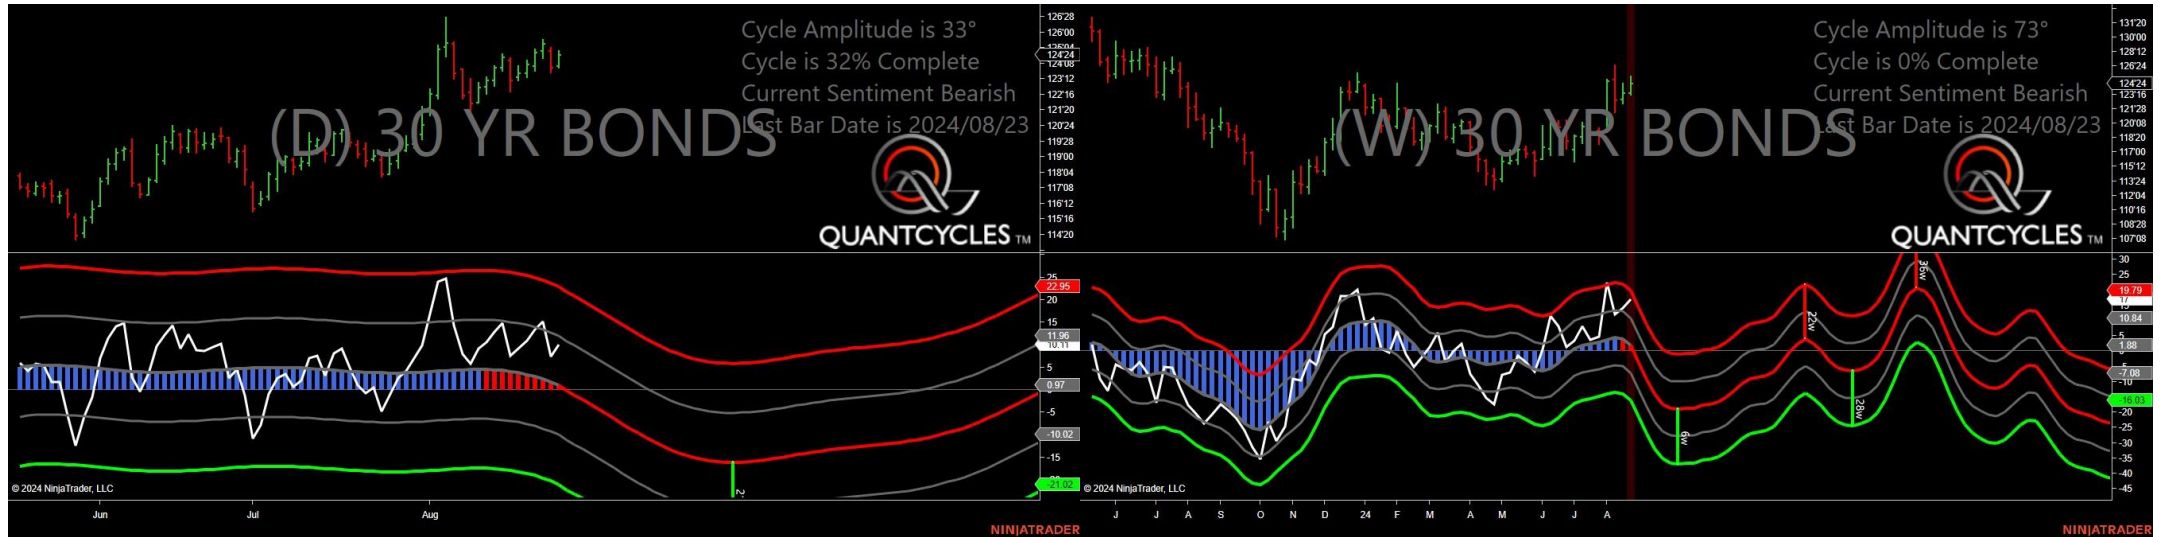 Cycle Amplitude is 33°
Cycle is 32% Complete
Current Sentiment Bearish
Last Bar Date is 2024/08/23
(D) 30 YR BONDS
QUANTCYCLES TM
126'28
126'00
124'24
124'08
123'12
122'16
121'20
120'24
119'28
119'00
118'04
117'08
116'12
115'16
114'20
25
22.95
20
15
11.96
10.11
5
0.97
-5
-10.02
-15
-21.02
© 2024 NinjaTrader, LLC
Jun
Jul
Aug
NINJATRADER
Cycle Amplitude is 73°
Cycle is 0% Complete
Current Sentiment Bearish
Last Bar Date is 2024/08/23
(W) 30 YR BONDS
QUANTCYCLES TM
131'20
130'00
128'12
126'24
124'24
123'16
121'28
120'08
118'20
117'00
115'12
113'24
112'04
110'16
108'28
107'08
36w
22w
28w
6w
30
25
19.79
17
10.84
5
1.88
-7.08
-10
-16.03
-20
-25
-30
-35
-40
-45
© 2024 NinjaTrader, LLC
J J A S O N D 24 F M A M J J A
NINJATRADER